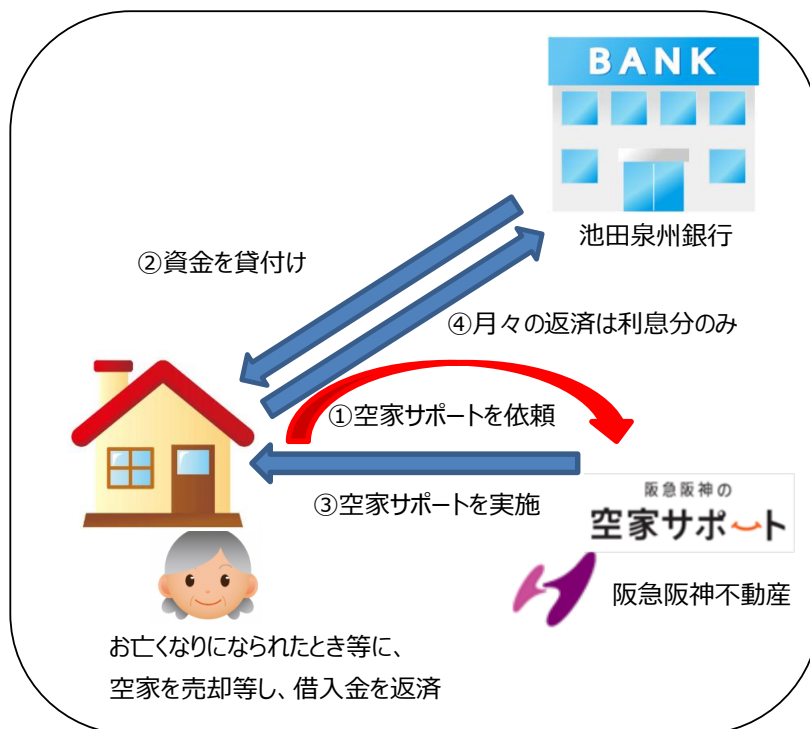 BANK
池田泉州銀行
②資金を貸付け
④月々の返済は利息分のみ
①空家サポートを依頼
③空家サポートを実施
阪急阪神の
空家サポート
阪急阪神不動産
お亡くなりになられたとき等に、
空家を売却等し、借入金を返済